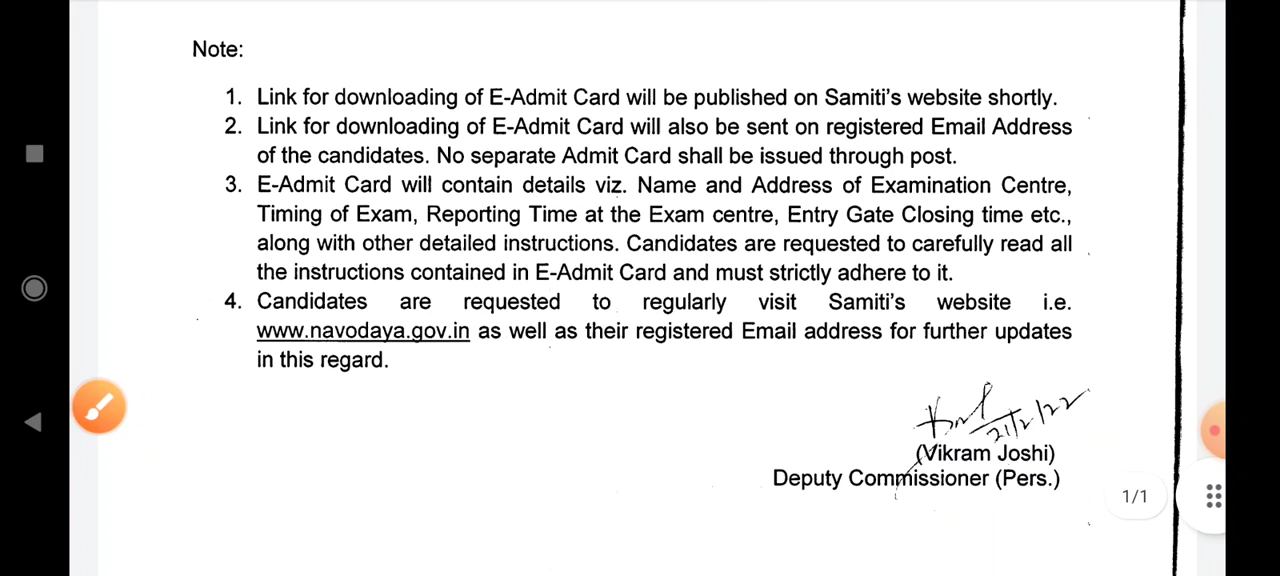 Note:
1. Link for downloading of E-Admit Card will be published on Samiti's website shortly.
2. Link for downloading of E-Admit Card will also be sent on registered Email Address
of the candidates. No separate Admit Card shall be issued through post.
3. E-Admit Card will contain details viz. Name and Address of Examination Centre,
Timing of Exam, Reporting Time at the Exam centre, Entry Gate Closing time etc.,
along with other detailed instructions. Candidates are requested to carefully read all
the instructions contained in E-Admit Card and must strictly adhere to it.
4. Candidates are requested to regularly visit Samiti's website i.e.
www.navodaya.gov.in as well as their registered Email address for further updates
in this regard.
21/2/22
(Vikram Joshi)
Deputy Commissioner (Pers.)
1/1